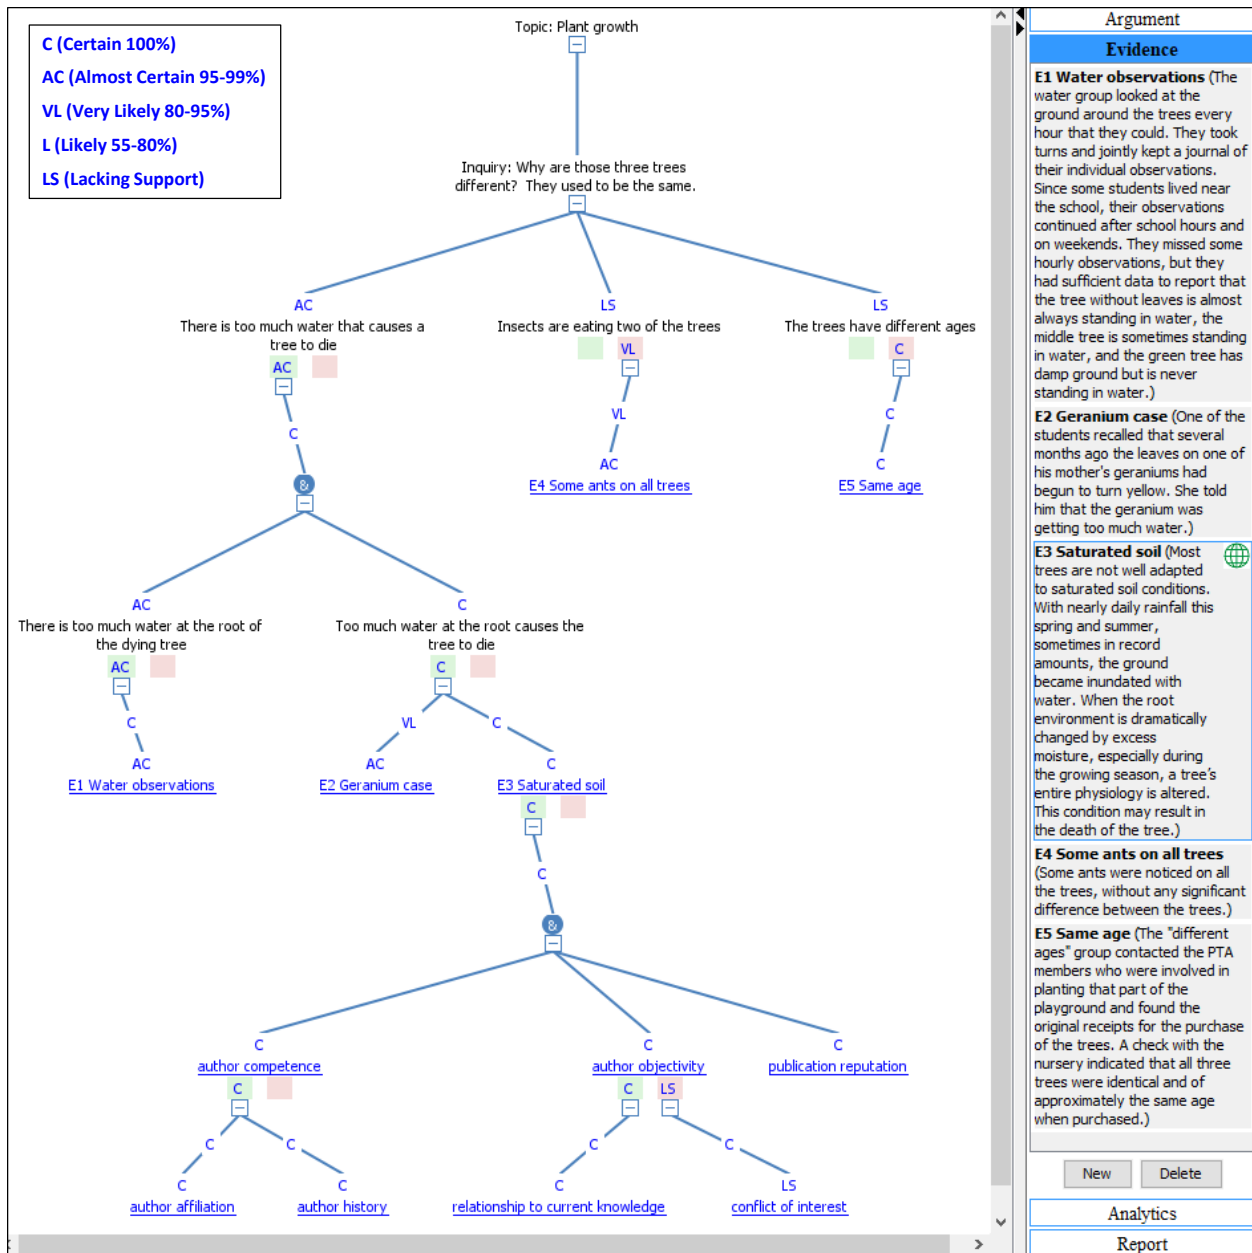 C (Certain 100%)
AC (Almost Certain 95-99%)
VL (Very Likely 80-95%)
L (Likely 55-80%)
LS (Lacking Support)
Topic: Plant growth
Inquiry: Why are those three trees
different?  They used to be the same.
AC
There is too much water that causes a
tree to die
AC
LS
Insects are eating two of the trees
VL
LS
The trees have different ages
C
C
VL
C
&
AC
E4 Some ants on all trees
C
E5 Same age
AC
There is too much water at the root of
the dying tree
AC
C
Too much water at the root causes the
tree to die
C
C
VL
C
AC
E1 Water observations
AC
E2 Geranium case
C
E3 Saturated soil
C
C
&
C
author competence
C
C
author objectivity
C
LS
C
publication reputation
C
C
C
C
C
author affiliation
C
author history
C
relationship to current knowledge
LS
conflict of interest
Argument
Evidence
E1 Water observations (The
water group looked at the
ground around the trees every
hour that they could. They took
turns and jointly kept a journal of
their individual observations.
Since some students lived near
the school, their observations
continued after school hours and
on weekends. They missed some
hourly observations, but they
had sufficient data to report that
the tree without leaves is almost
always standing in water, the
middle tree is sometimes standing
in water, and the green tree has
damp ground but is never
standing in water.)
E2 Geranium case (One of the
students recalled that several
months ago the leaves on one of
his mother's geraniums had
begun to turn yellow. She told
him that the geranium was
getting too much water.)
E3 Saturated soil (Most
trees are not well adapted
to saturated soil conditions.
With nearly daily rainfall this
spring and summer,
sometimes in record
amounts, the ground
became inundated with
water. When the root
environment is dramatically
changed by excess
moisture, especially during
the growing season, a tree's
entire physiology is altered.
This condition may result in
the death of the tree.)
E4 Some ants on all trees
(Some ants were noticed on all
the trees, without any significant
difference between the trees.)
E5 Same age (The "different
ages" group contacted the PTA
members who were involved in
planting that part of the
playground and found the
original receipts for the purchase
of the trees. A check with the
nursery indicated that all three
trees were identical and of
approximately the same age
when purchased.)
New
Delete
Analytics
Report